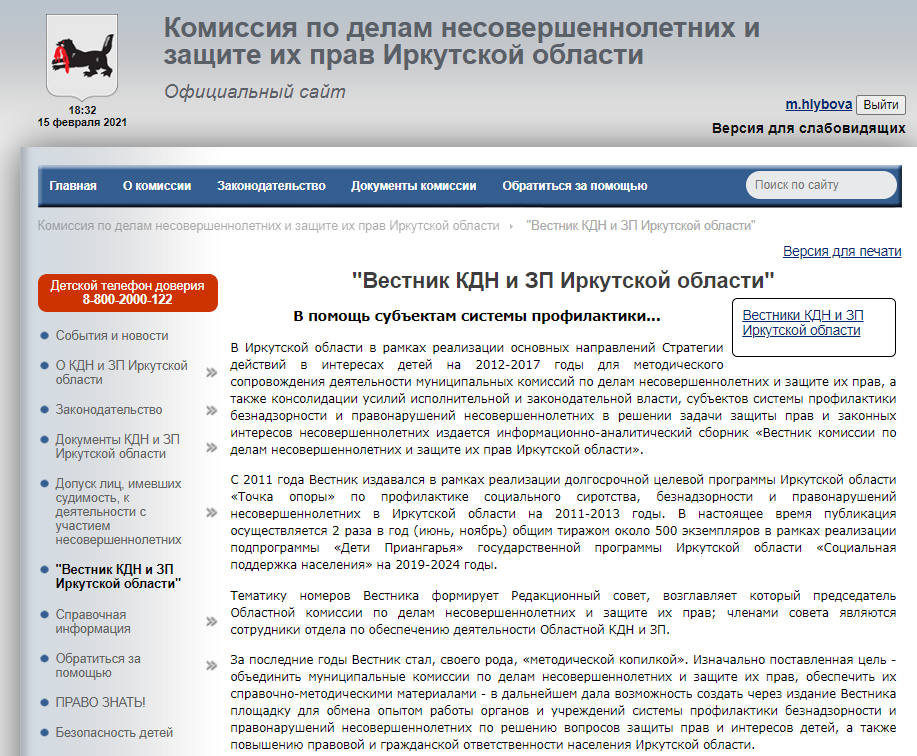 Комиссия по делам несовершеннолетних и
защите их прав Иркутской области
Официальный сайт
18:32
15 февраля 2021
m.hlybova Выйти
Версия для слабовидящих
Главная О комиссии Законодательство Документы комиссии Обратиться за помощью Поиск по сайту
Комиссия по делам несовершеннолетних и защите их прав Иркутской области "Вестник КДН и ЗП Иркутской области"
Версия для печати
Детской телефон доверия
8-800-2000-122
События и новости
О КДН и ЗП Иркутской
области
Законодательство
Документы КДН и ЗП
Иркутской области
Допуск лиц, имевших
судимость, к
деятельности с
участием
несовершеннолетних
"Вестник КДН и ЗП
Иркутской области"
Справочная
информация
Обратиться за
помощью
ПРАВО ЗНАТЬ!
Безопасность детей
"Вестник КДН и ЗП Иркутской области"
Вестники КДН и ЗП
Иркутской области
В помощь субъектам системы профилактики...
В Иркутской области в рамках реализации основных направлений Стратегии
действий в интересах детей на 2012-2017 годы для методического
сопровождения деятельности муниципальных комиссий по делам несовершеннолетних и защите их прав, а
также консолидации усилий исполнительной и законодательной власти, субъектов системы профилактики
безнадзорности и правонарушений несовершеннолетних в решении задачи защиты прав и законных
интересов несовершеннолетних издается информационно-аналитический сборник «Вестник комиссии по
делам несовершеннолетних и защите их прав Иркутской области».
С 2011 года Вестник издавался в рамках реализации долгосрочной целевой программы Иркутской области
«Точка опоры» по профилактике социального сиротства, безнадзорности и правонарушений
несовершеннолетних в Иркутской области на 2011-2013 годы. В настоящее время публикация
осуществляется 2 раза в год (июнь, ноябрь) общим тиражом около 500 экземпляров в рамках реализации
подпрограммы «Дети Приангарья» государственной программы Иркутской области «Социальная
поддержка населения» на 2019-2024 годы.
Тематику номеров Вестника формирует Редакционный совет, возглавляет который председатель
Областной комиссии по делам несовершеннолетних и защите их прав; членами совета являются
сотрудники отдела по обеспечению деятельности Областной КДН и ЗП.
За последние годы Вестник стал, своего рода, «методической копилкой». Изначально поставленная цель -
объединить муниципальные комиссии по делам несовершеннолетних и защите их прав, обеспечить их
справочно-методическими материалами - в дальнейшем дала возможность создать через издание Вестника
площадку для обмена опытом работы органов и учреждений системы профилактики безнадзорности и
правонарушений несовершеннолетних по решению вопросов защиты прав и интересов детей, а также
повышению правовой и гражданской ответственности населения Иркутской области.